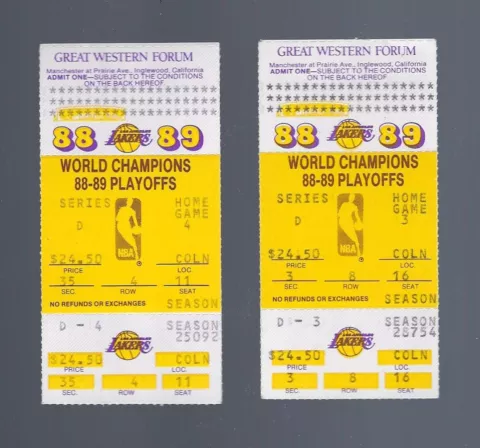 GREAT WESTERN FORUM
Manchester at Prairie Ave., Inglewood, California
ADMIT ONE—SUBJECT TO THE CONDITIONS
ON THE BACK HEREOF
88 LAKERS 89
WORLD CHAMPIONS
88-89 PLAYOFFS
SERIES HOME
GAME
D 4
NBA
$24.50 COLN
PRICE LOC.
35 4 11
SEC. ROW SEAT
NO REFUNDS OR EXCHANGES SEASON
D - 4 SEASON
25092
LAKERS
$24.50 COLN
35 4 11
SEC. ROW SEAT
GREAT WESTERN FORUM
Manchester at Prairie Ave., Inglewood, California
ADMIT ONE—SUBJECT TO THE CONDITIONS
ON THE BACK HEREOF
88 LAKERS 89
WORLD CHAMPIONS
88-89 PLAYOFFS
SERIES HOME
GAME
D 3
NBA
$24.50 COLN
PRICE LOC.
3 8 16
SEC. ROW SEAT
NO REFUNDS OR EXCHANGES SEASON
D - 3 SEASON
28754
LAKERS
$24.50 COLN
3 8 16
SEC. ROW SEAT